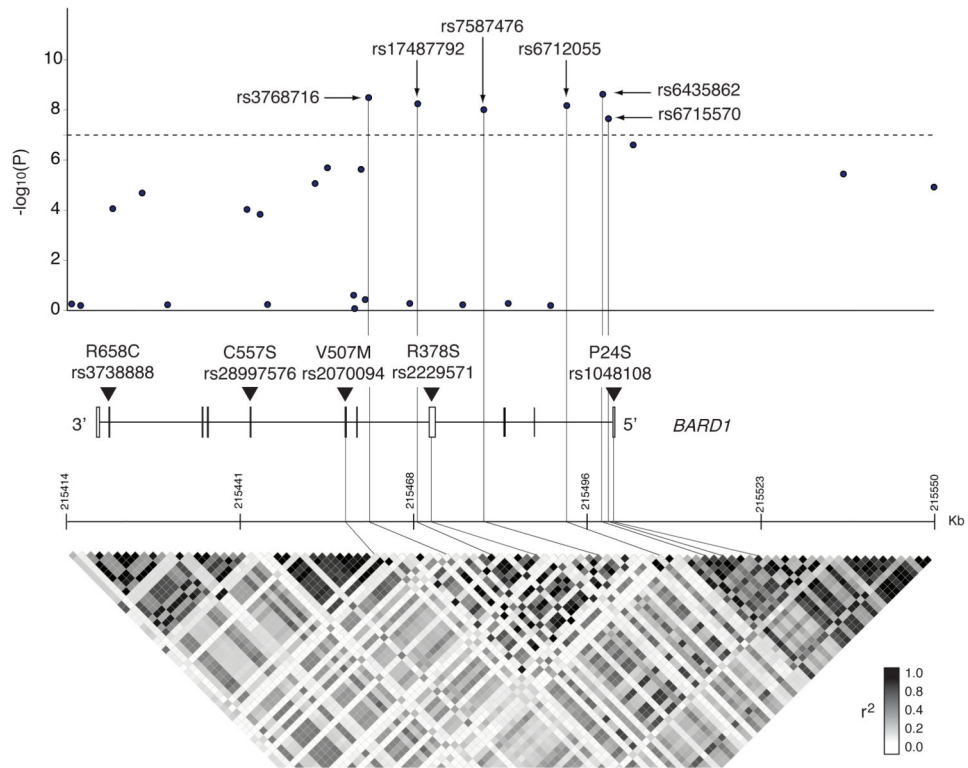 rs7587476
rs17487792
rs6712055
rs3768716
rs6435862
rs6715570
10
8
6
4
2
0
-log10(P)
R658C
rs3738888
C557S
rs28997576
V507M
rs2070094
R378S
rs2229571
P24S
rs1048108
3’
5’
BARD1
215414
215441
215468
215496
215523
215550
Kb
r2
1.0
0.8
0.4
0.2
0.0